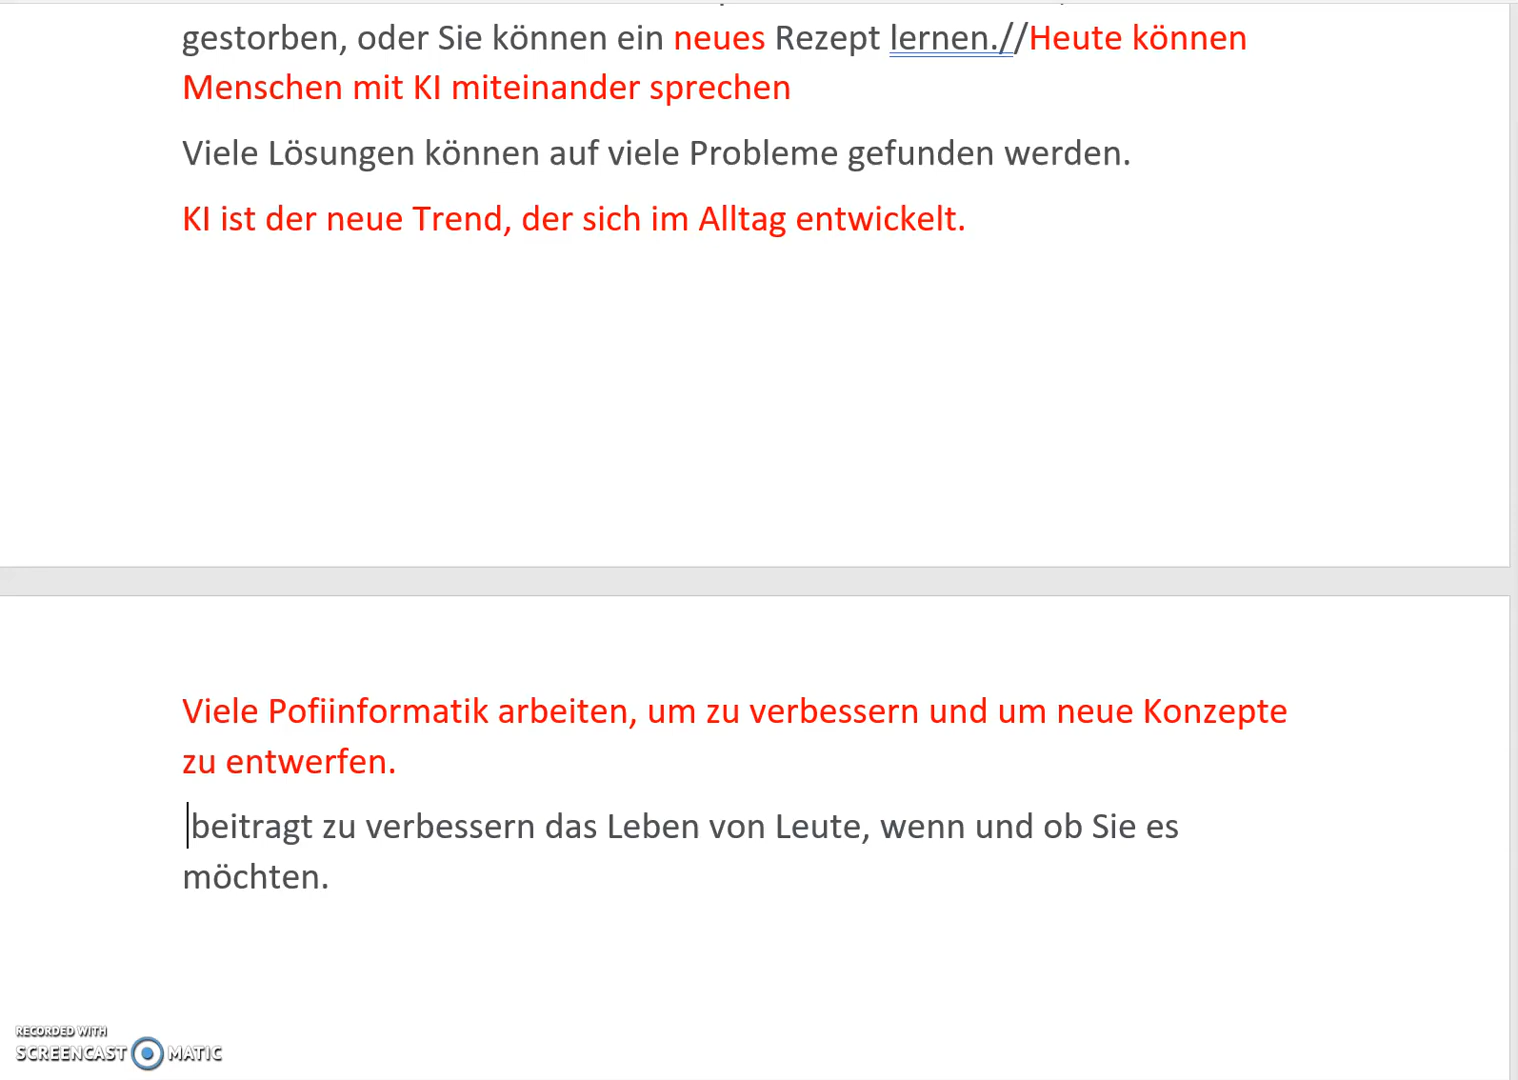 gestorben, oder Sie können ein neues Rezept lernen.//Heute können
Menschen mit KI miteinander sprechen
Viele Lösungen können auf viele Probleme gefunden werden.
KI ist der neue Trend, der sich im Alltag entwickelt.
Viele Pofiinformatik arbeiten, um zu verbessern und um neue Konzepte
zu entwerfen.
beitragt zu verbessern das Leben von Leute, wenn und ob Sie es
möchten.
RECORDED WITH
SCREENCAST MATIC